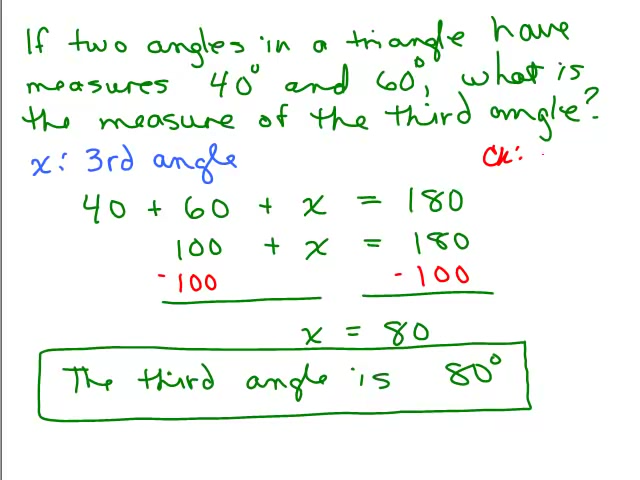 If two angles in a triangle have
measures 40° and 60°, what is
the measure of the third angle?
x: 3rd angle
CK:
40 + 60 + x = 180
100 + x = 180
-100 -100
x = 80
The third angle is 80°